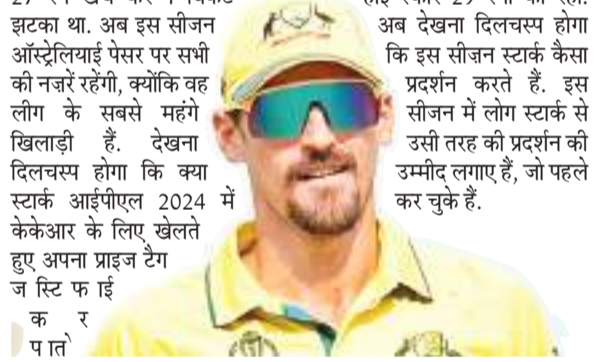 झटका था. अब इस सीजन
ऑस्ट्रेलियाई पेसर पर सभी
की नजरें रहेंगी, क्योंकि वह
लीग के सबसे महंगे
खिलाड़ी हैं. देखना
दिलचस्प होगा कि क्या
स्टार्क आईपीएल 2024 में
केकेआर के लिए खेलते
हुए अपना प्राइज टैग
ज स्टि फ ाई
क र
अब देखना दिलचस्प होगा
कि इस सीजन स्टार्क कैसा
प्रदर्शन करते हैं. इस
सीजन में लोग स्टार्क से
उसी तरह की प्रदर्शन की
उम्मीद लगाए हैं, जो पहले
कर चुके हैं.